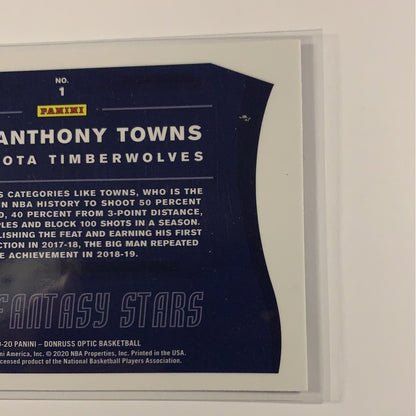 NO.
1
PANINI
ANTHONY TOWNS
OTA TIMBERWOLVES
S CATEGORIES LIKE TOWNS, WHO IS THE
N NBA HISTORY TO SHOOT 50 PERCENT
D, 40 PERCENT FROM 3-POINT DISTANCE,
PLES AND BLOCK 100 SHOTS IN A SEASON.
LISHING THE FEAT AND EARNING HIS FIRST
CTION IN 2017-18, THE BIG MAN REPEATED
E ACHIEVEMENT IN 2018-19.
FANTASY STARS
-20 PANINI – DONRUSS OPTIC BASKETBALL
ini America, Inc. © 2020 NBA Properties, Inc. Printed in the USA.
censed product of the National Basketball Players Association.